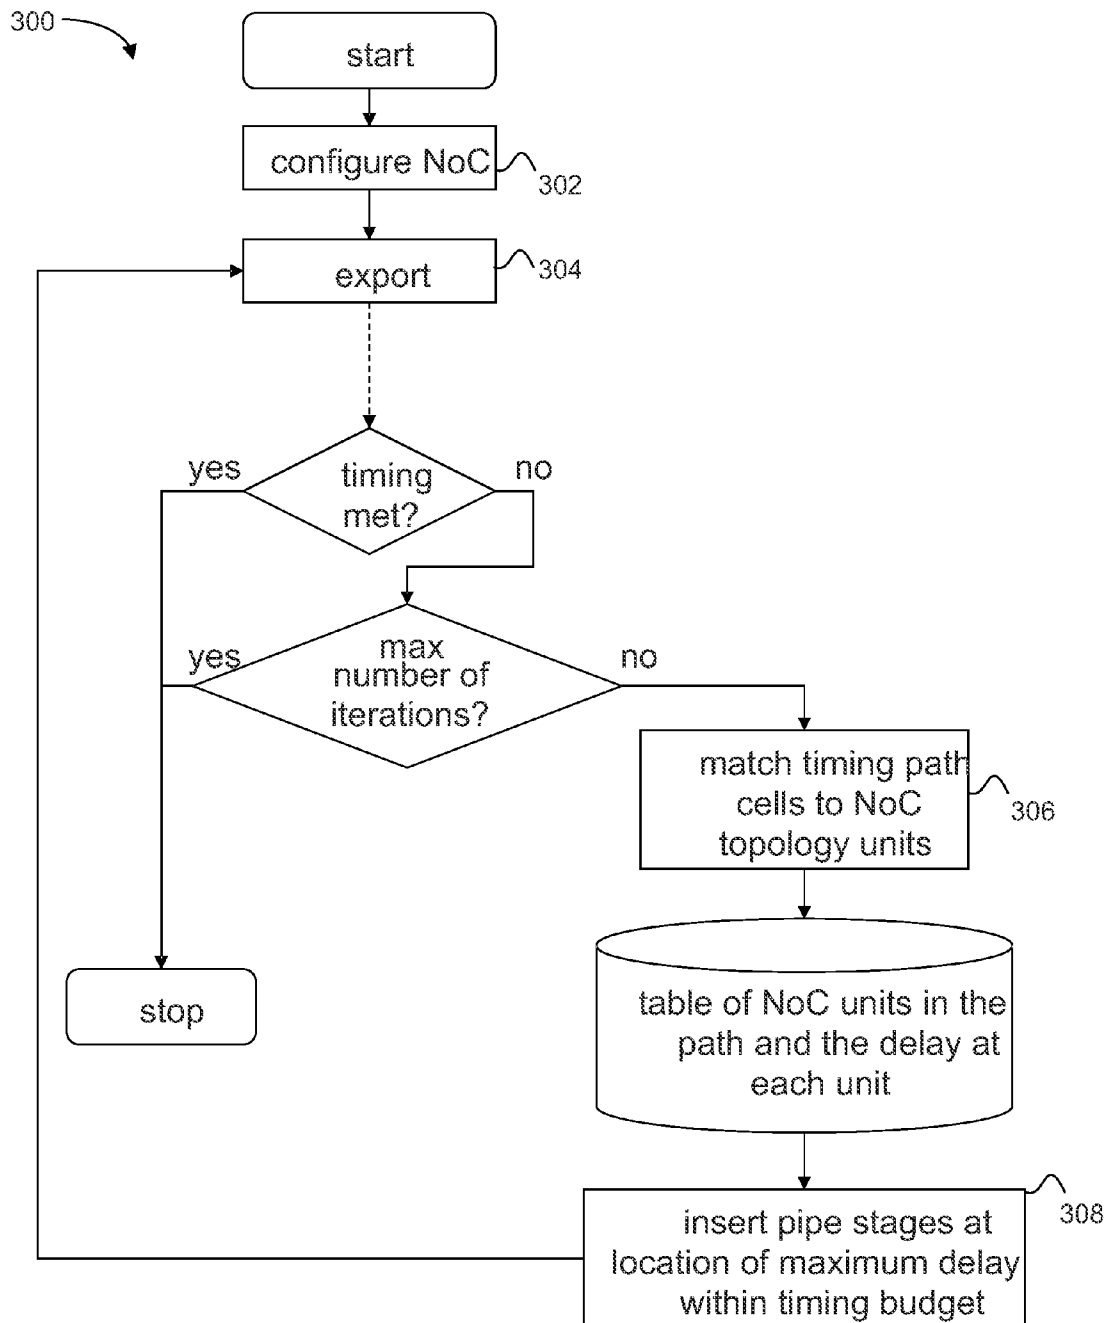 300
start
configure NoC
302
export
304
yes
no
timing
met?
yes
no
max
number of
iterations?
match timing path
cells to NoC
topology units
306
stop
table of NoC units in the
path and the delay at
each unit
308
insert pipe stages at
location of maximum delay
within timing budget